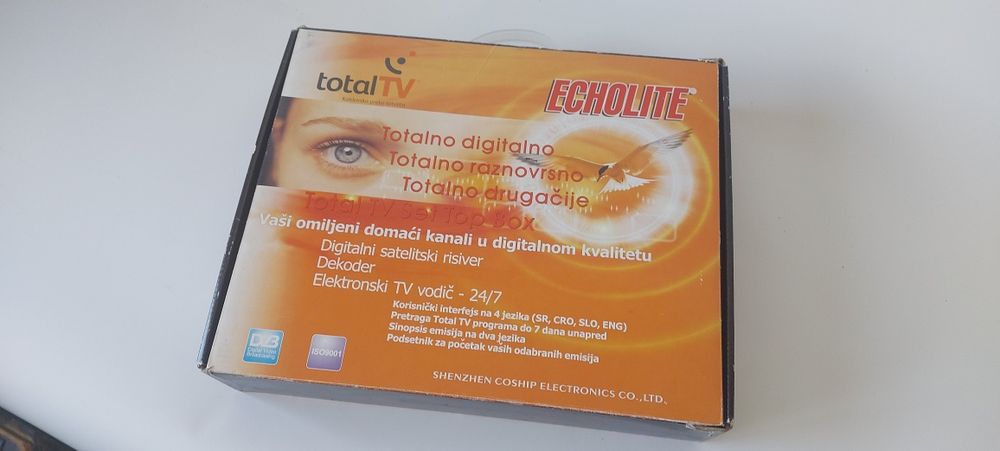 totalTV
ECHOLITE
Totalno digitalno
Totalno raznovrsno
Totalno drugačije
Total TV Set Top Box
Vaši omiljeni domaći kanali u digitalnom kvalitetu
Digitalni satelitski risiver
Dekoder
Elektronski TV vodič - 24/7
Korisnički interfejs na 4 jezika (SR, CRO, SLO, ENG)
Pretraga Total TV programa do 7 dana unapred
Sinopsis emisija na dva jezika
Podsetnik za početak vaših odabranih emisija
DVB
Digital Video
Broadcasting
ISO9001
SHENZHEN COSHIP ELECTRONICS CO.,LTD.